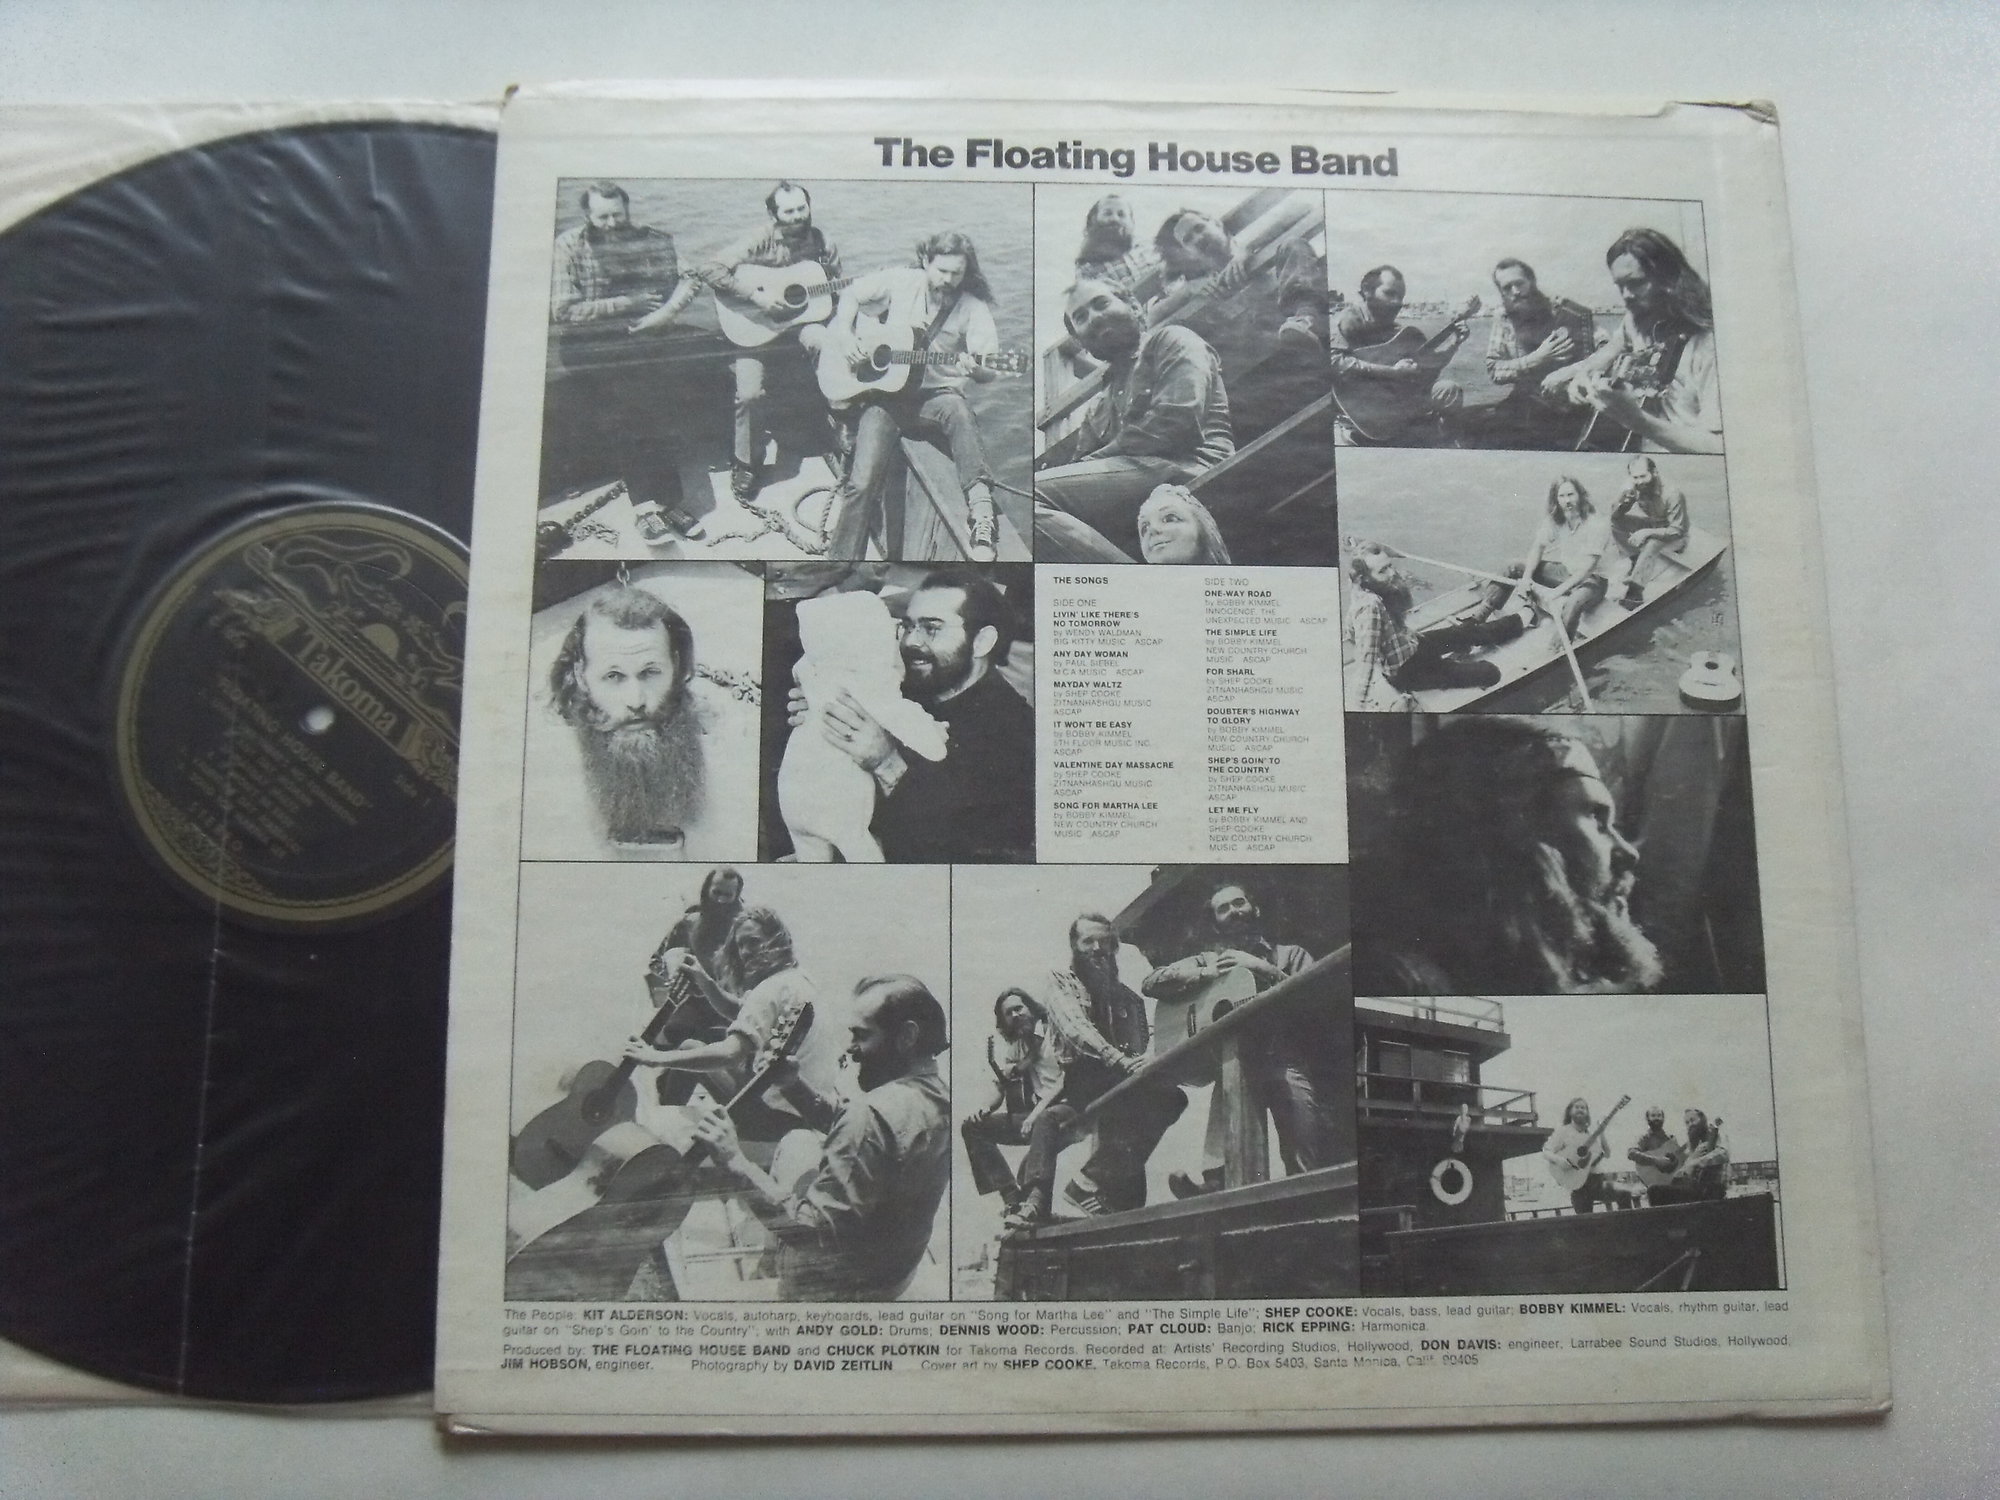 The Floating House Band
THE SONGS
SIDE ONE
LIVIN' LIKE THERE'S
NO TOMORROW
by WENDY WALDMAN
BIG KITTY MUSIC ASCAP
ANY DAY WOMAN
by PAUL SIEBEL
M C A MUSIC ASCAP
MAYDAY WALTZ
by SHEP COOKE
ZITNANHASHGU MUSIC
ASCAP
IT WON'T BE EASY
by BOBBY KIMMEL
5TH FLOOR MUSIC INC.
ASCAP
VALENTINE DAY MASSACRE
by SHEP COOKE
ZITNANHASHGU MUSIC
ASCAP
SONG FOR MARTHA LEE
by BOBBY KIMMEL
NEW COUNTRY CHURCH
MUSIC ASCAP
SIDE TWO
ONE-WAY ROAD
by BOBBY KIMMEL
INNOCENCE, THE
UNEXPECTED MUSIC ASCAP
THE SIMPLE LIFE
by BOBBY KIMMEL
NEW COUNTRY CHURCH
MUSIC ASCAP
FOR SHARL
by SHEP COOKE
ZITNANHASHGU MUSIC
ASCAP
DOUBTER'S HIGHWAY
TO GLORY
by BOBBY KIMMEL
NEW COUNTRY CHURCH
MUSIC ASCAP
SHEP'S GOIN' TO
THE COUNTRY
by SHEP COOKE
ZITNANHASHGU MUSIC
ASCAP
LET ME FLY
by BOBBY KIMMEL AND
SHEP COOKE
NEW COUNTRY CHURCH
MUSIC ASCAP
The People: KIT ALDERSON: Vocals, autoharp, keyboards, lead guitar on "Song for Martha Lee" and "The Simple Life"; SHEP COOKE: Vocals, bass, lead guitar; BOBBY KIMMEL: Vocals, rhythm guitar, lead
guitar on "Shep's Goin' to the Country"; with ANDY GOLD: Drums; DENNIS WOOD: Percussion; PAT CLOUD: Banjo; RICK EPPING: Harmonica.
Produced by: THE FLOATING HOUSE BAND and CHUCK PLOTKIN for Takoma Records. Recorded at: Artists' Recording Studios, Hollywood, DON DAVIS: engineer, Larrabee Sound Studios, Hollywood,
JIM HOBSON, engineer. Photography by DAVID ZEITLIN Cover art by SHEP COOKE, Takoma Records, P.O. Box 5403, Santa Monica, Calif. 90405
Takoma
FLOATING HOUSE BAND